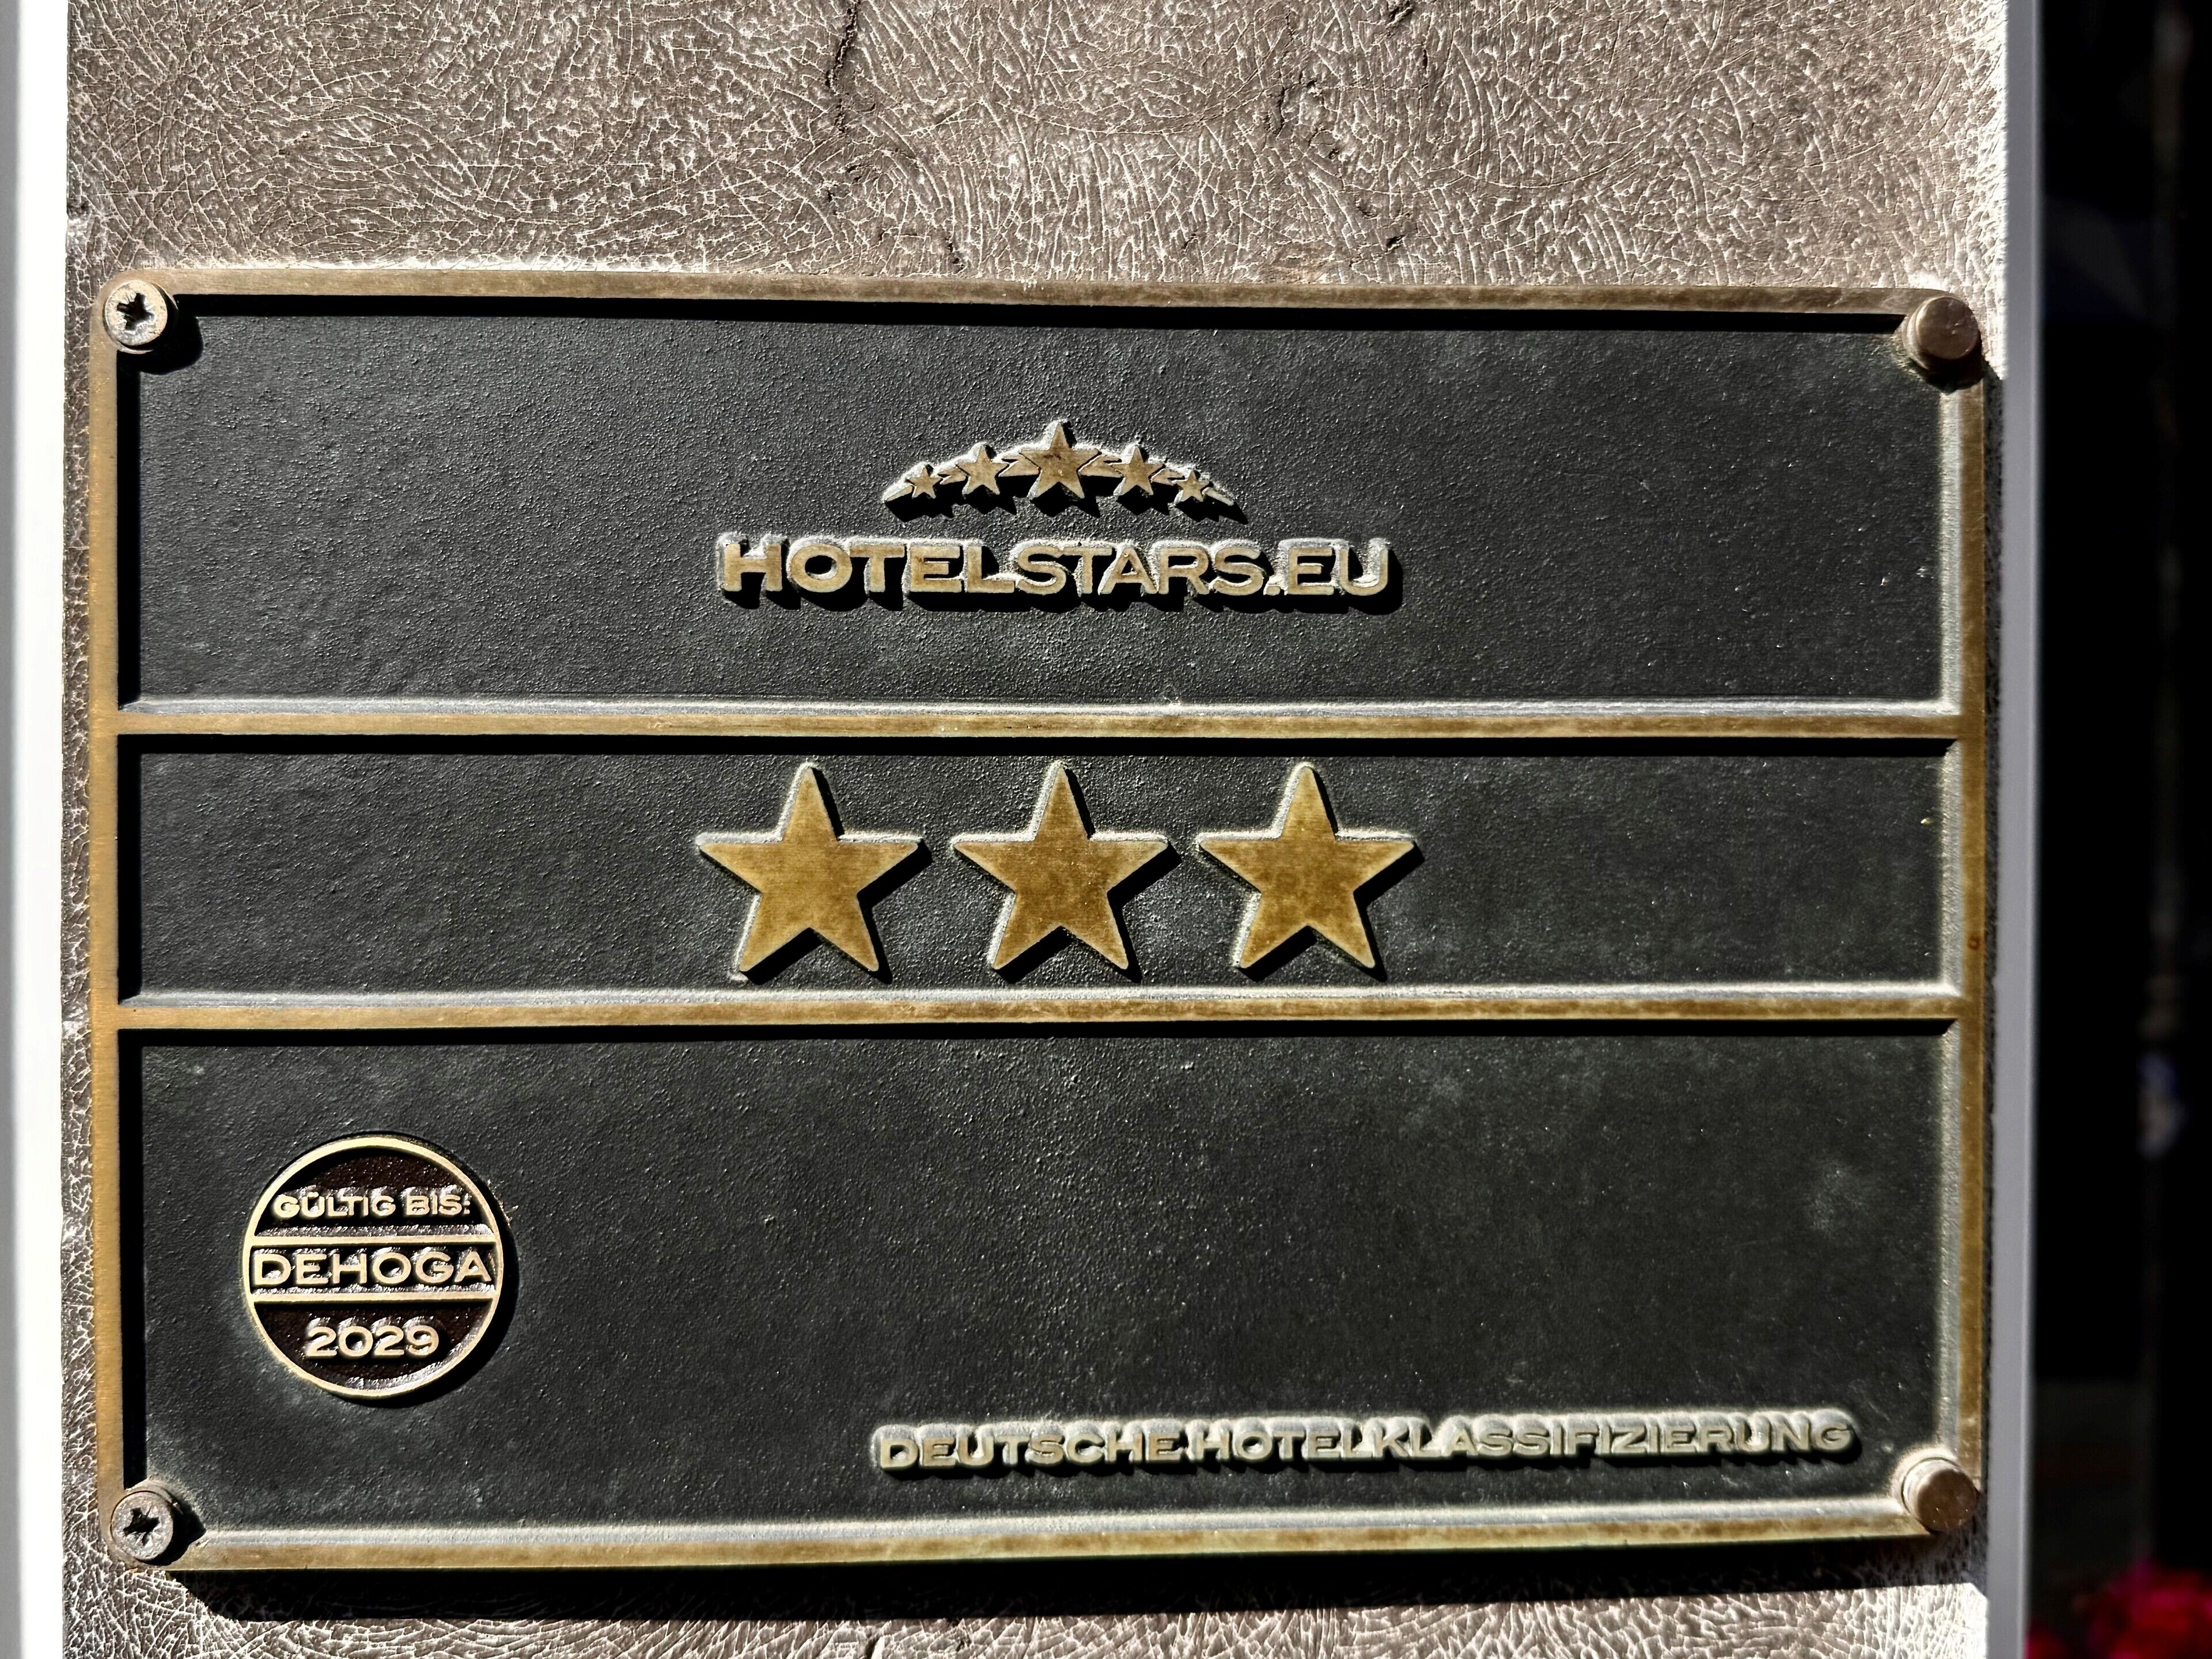 HOTELSTARS.EU
GÜLTIG BIS:
DEHOGA
2029
DEUTSCHE HOTELKLASSIFIZIERUNG